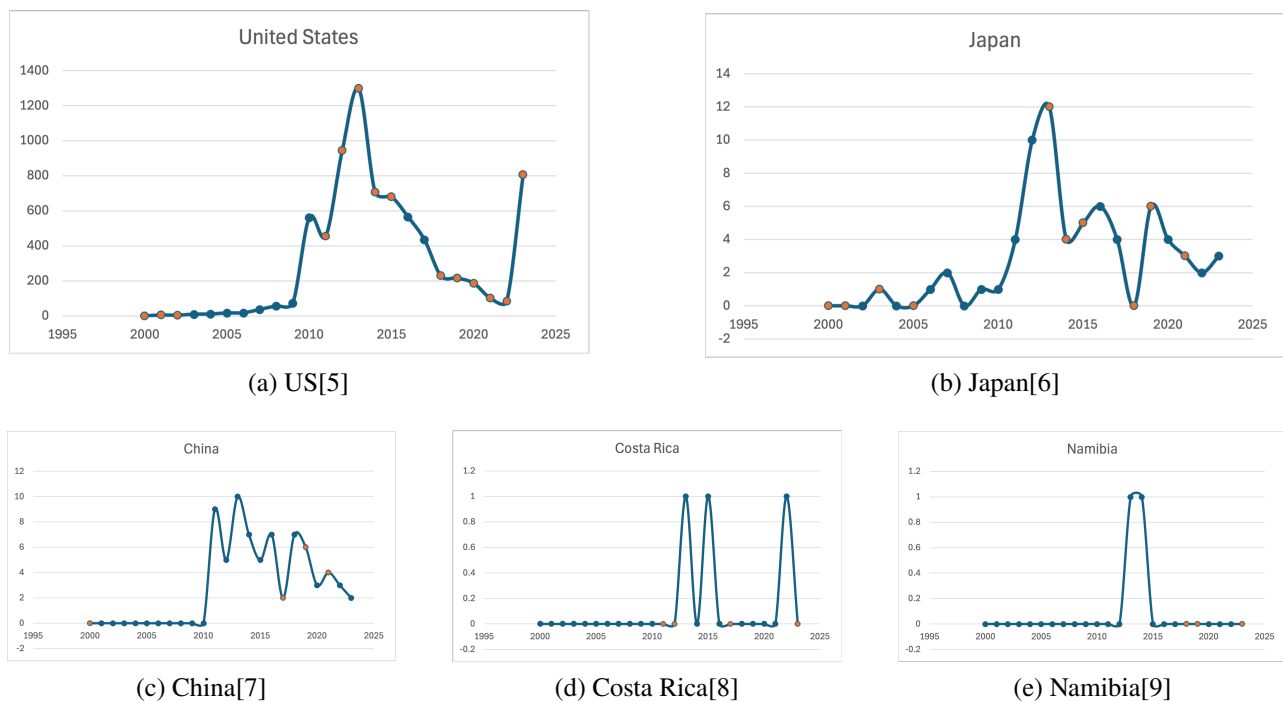 United States
1400
1200
1000
800
600
400
200
0
1995 2000 2005 2010 2015 2020 2025
(a) US[5]
Japan
14
12
10
8
6
4
2
0
1995 2000 2005 2010 2015 2020 2025
-2
(b) Japan[6]
China
12
10
8
6
4
2
0
1995 2000 2005 2010 2015 2020 2025
-2
(c) China[7]
Costa Rica
1.2
1
0.8
0.6
0.4
0.2
0
1995 2000 2005 2010 2015 2020 2025
-0.2
(d) Costa Rica[8]
Namibia
1.2
1
0.8
0.6
0.4
0.2
0
1995 2000 2005 2010 2015 2020 2025
-0.2
(e) Namibia[9]